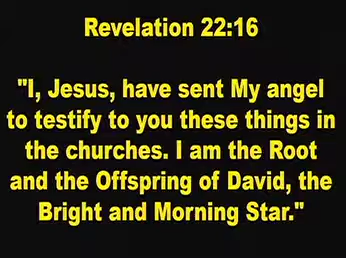 Revelation 22:16
"I, Jesus, have sent My angel
to testify to you these things in
the churches. I am the Root
and the Offspring of David, the
Bright and Morning Star."